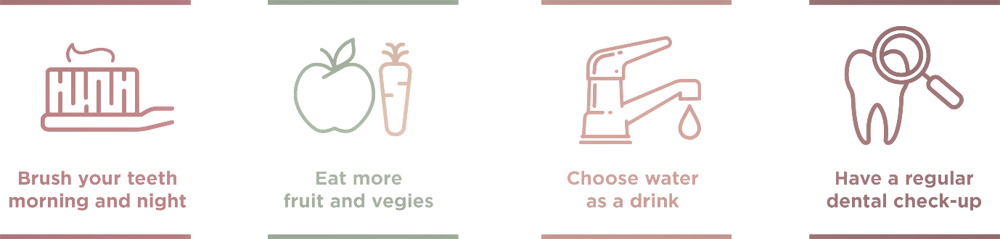 Brush your teeth
morning and night
Eat more
fruit and vegies
Choose water
as a drink
Have a regular
dental check-up